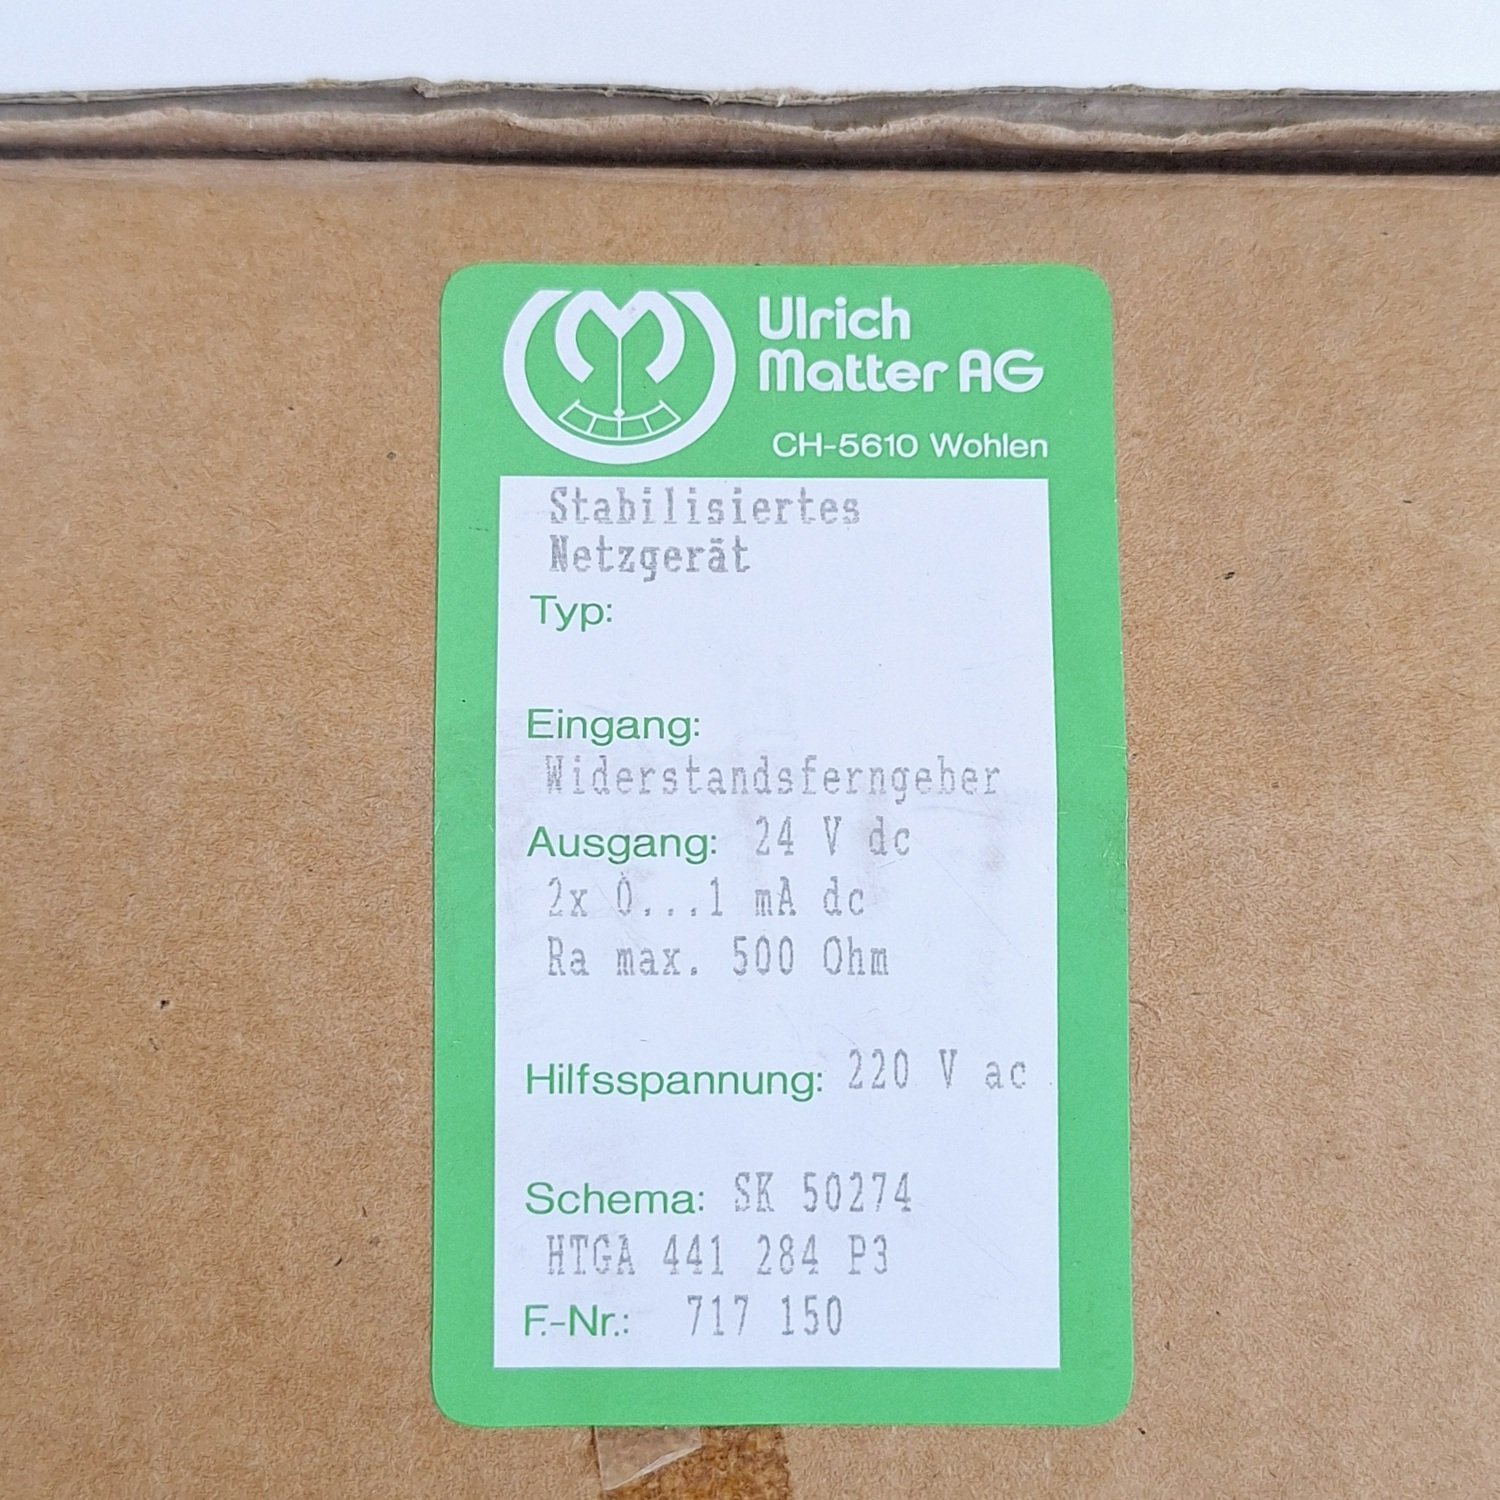 Ulrich
Matter AG
CH-5610 Wohlen
Stabilisiertes
Netzgerät
Typ:
Eingang:
Widerstandsferngeber
Ausgang: 24 V dc
2x 0...1 mA dc
Ra max. 500 Ohm
Hilfsspannung: 220 V ac
Schema: SK 50274
HTGA 441 284 P3
F.-Nr.: 717 150